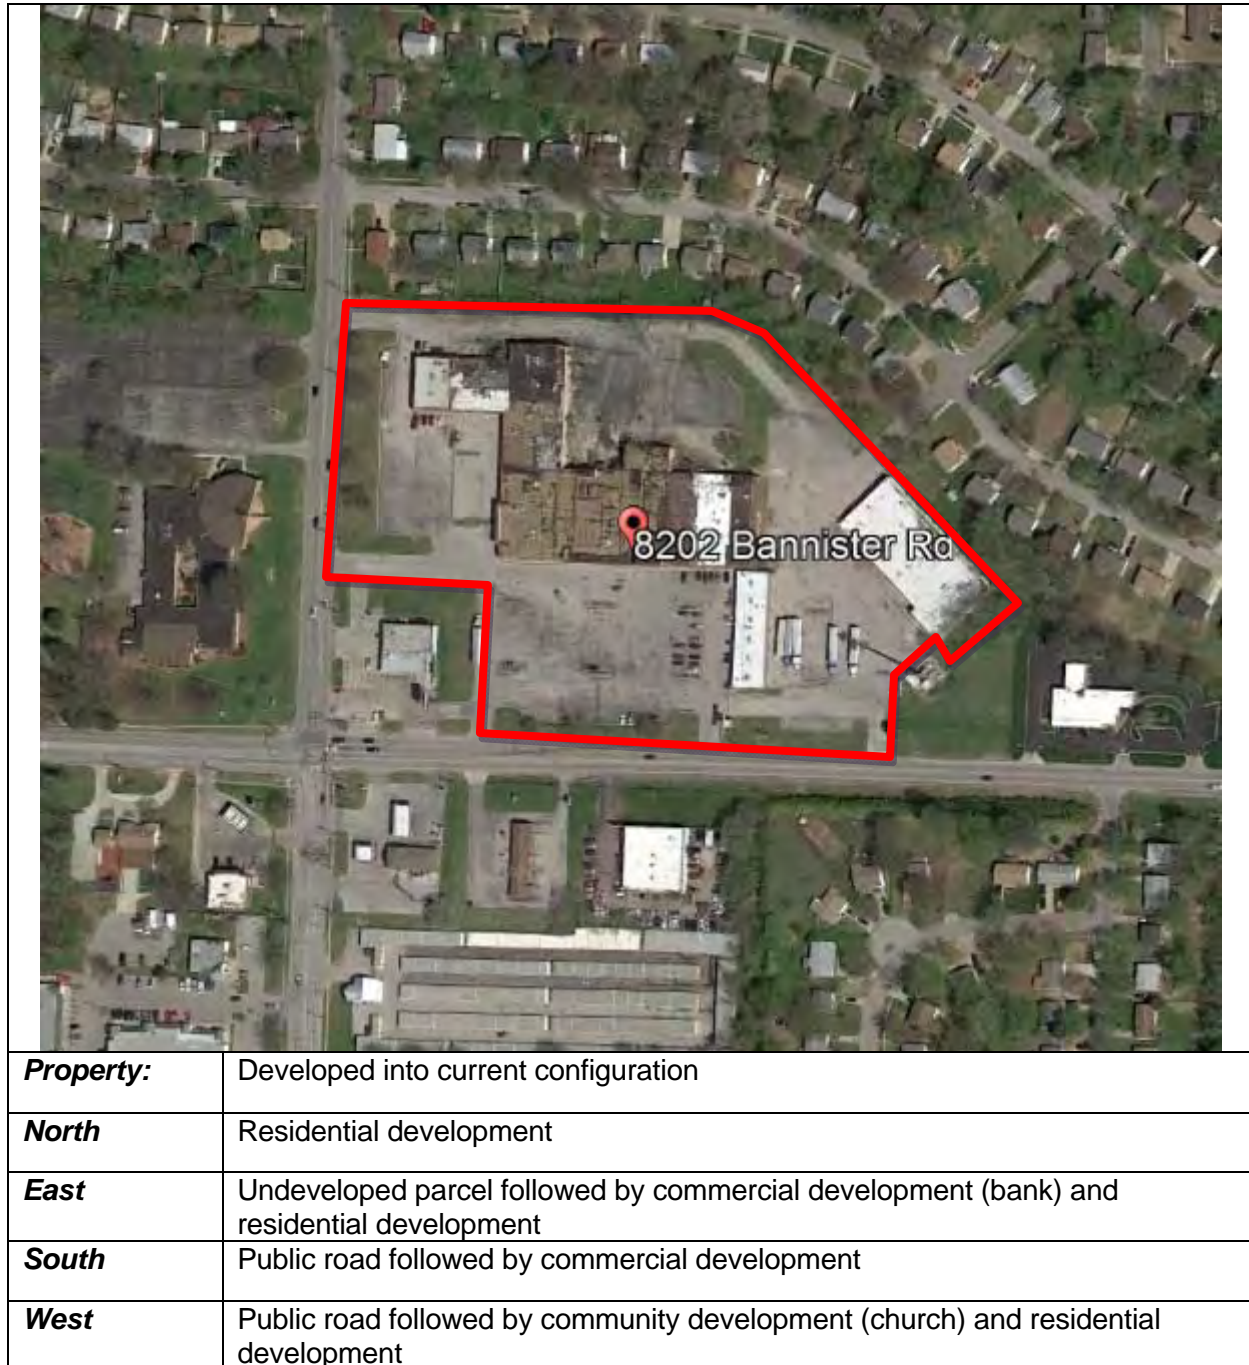 8202 Bannister Rd
Property: Developed into current configuration
North Residential development
East Undeveloped parcel followed by commercial development (bank) and
residential development
South Public road followed by commercial development
West Public road followed by community development (church) and residential
development